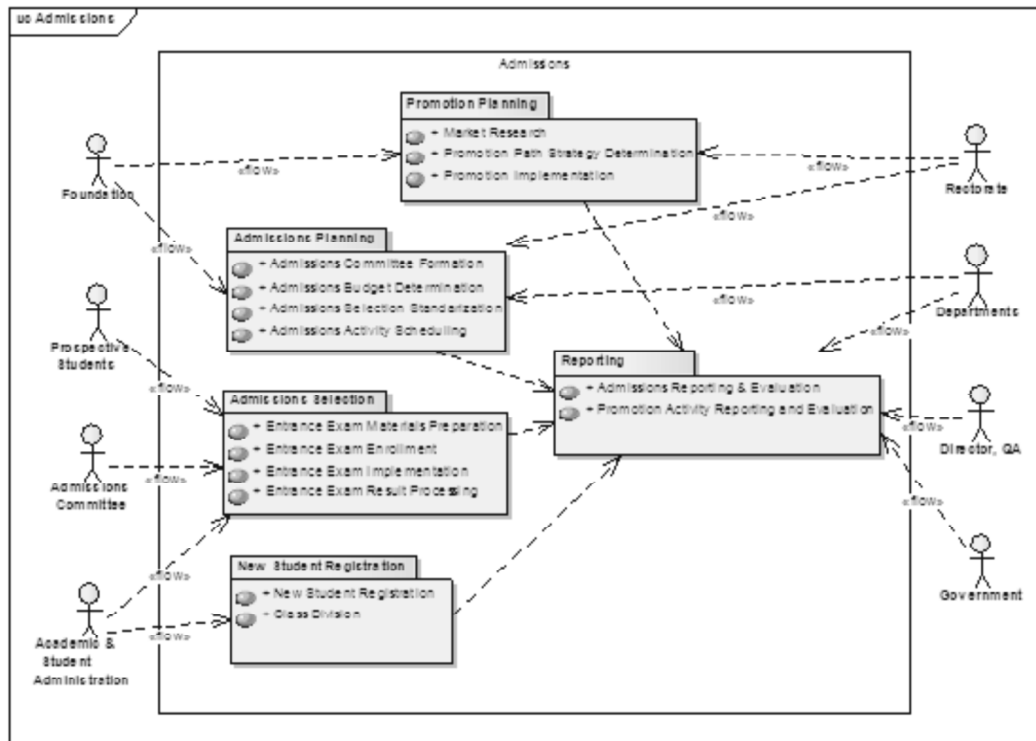 uc Admissions
Admissions
Promotion Planning
+ Market Research
+ Promotion Path Strategy Determination
+ Promotion Implementation
Foundation
«flow»
«flow»
Rectorate
«flow»
«flow»
Admissions Planning
+ Admissions Committee Formation
+ Admissions Budget Determination
+ Admissions Selection Standarization
+ Admissions Activity Scheduling
«flow»
Departments
«flow»
Prospective
Students
«flow»
Reporting
+ Admissions Reporting & Evaluation
+ Promotion Activity Reporting and Evaluation
Admissions Selection
+ Entrance Exam Materials Preparation
+ Entrance Exam Enrollment
+ Entrance Exam Implementation
+ Entrance Exam Result Processing
«flow»
Director, QA
Admissions
Committee
«flow»
«flow»
Government
New Student Registration
+ New Student Registration
+ Class Division
«flow»
«flow»
Academic &
Student
Administration